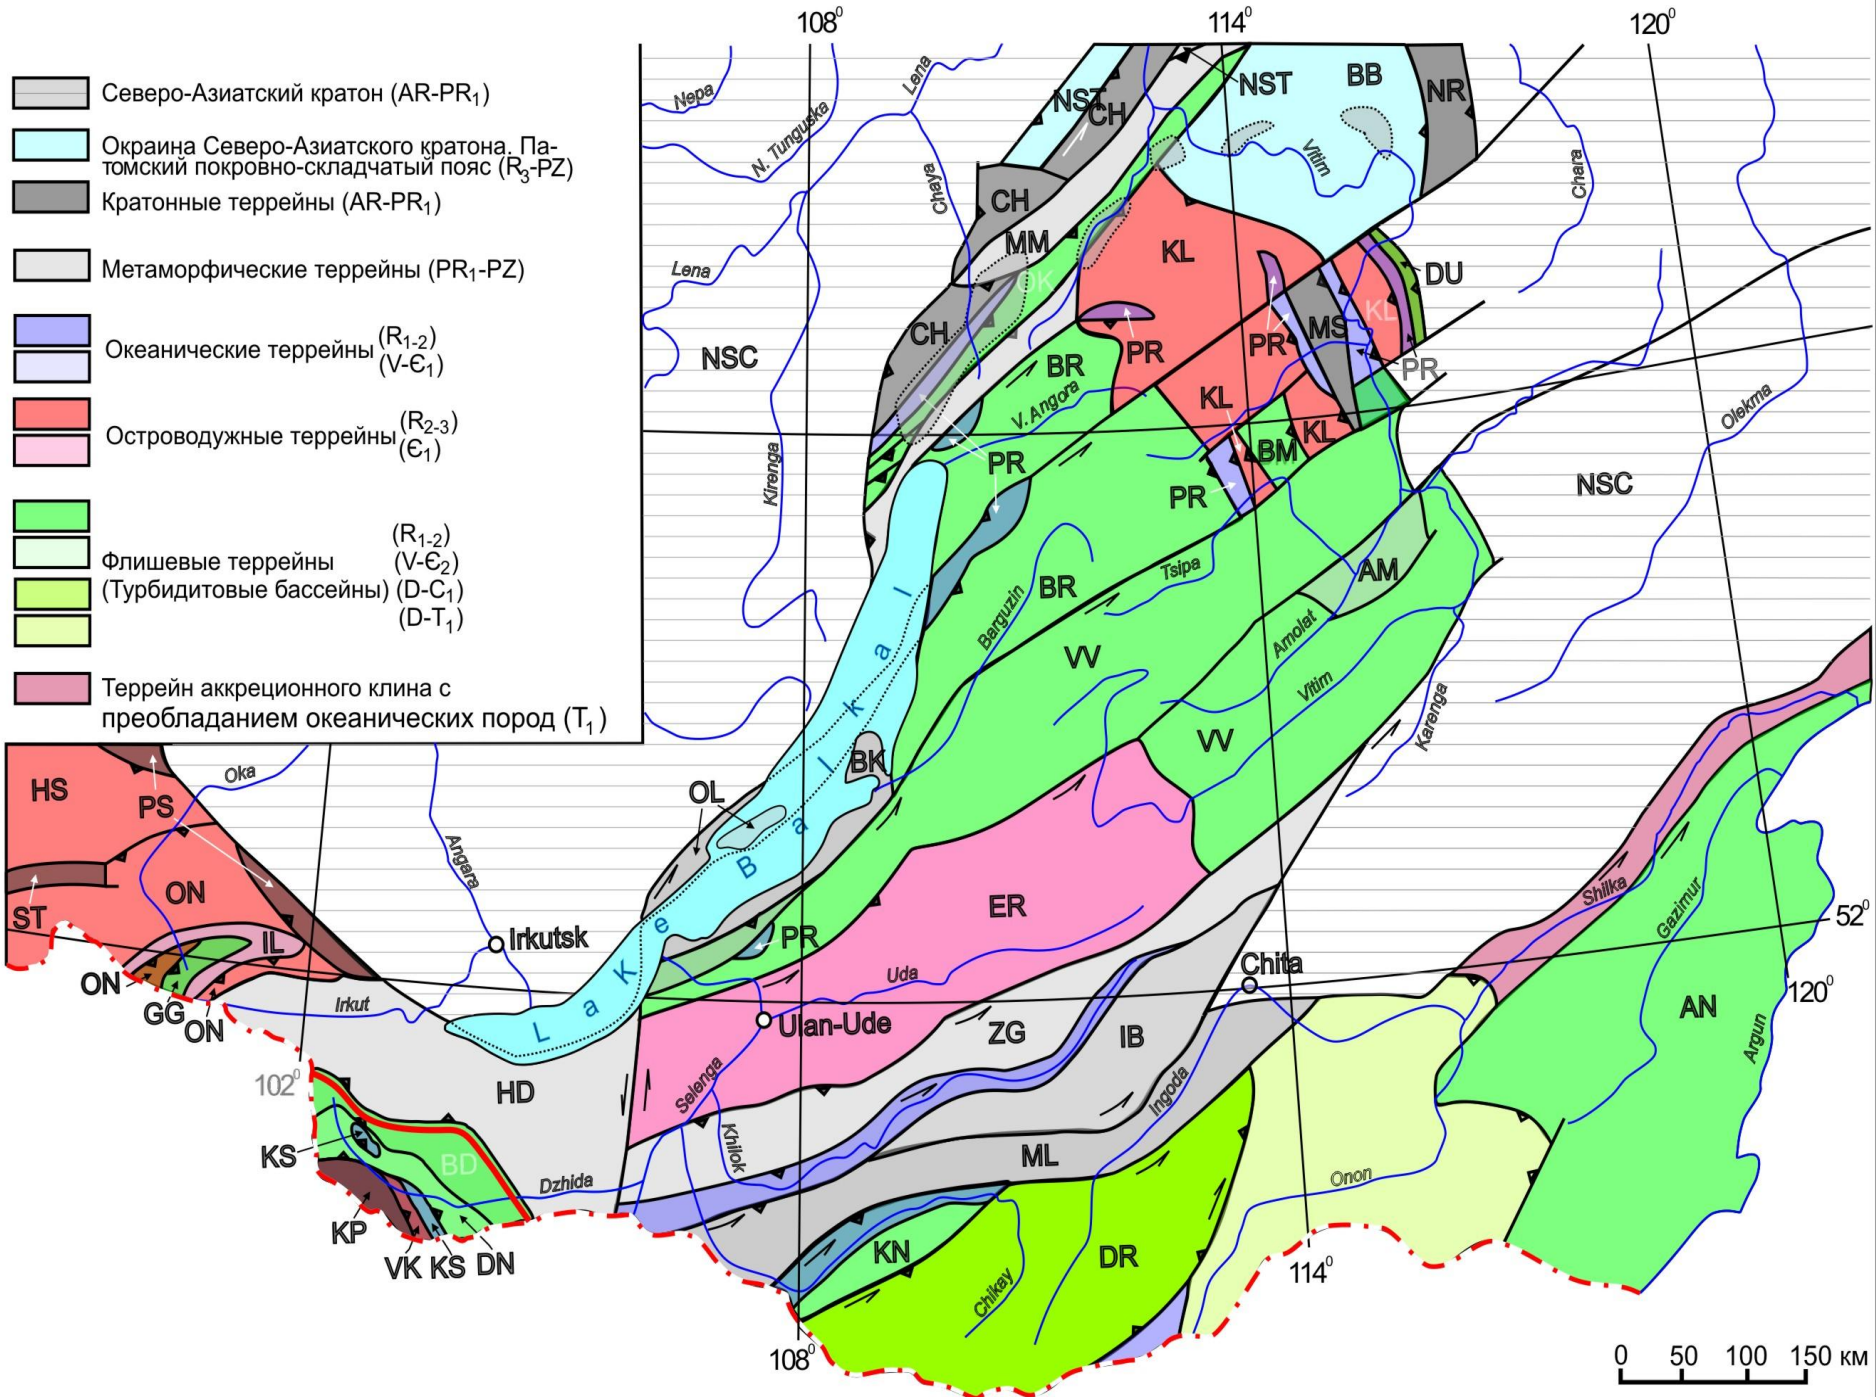 108⁰
114⁰
120⁰
Северо-Азиатский кратон (AR-PR₁)
Окраина Северо-Азиатского кратона. Па-
томский покровно-складчатый пояс (R₃-PZ)
Кратонные террейны (AR-PR₁)
Метаморфические террейны (PR₁-PZ)
Океанические террейны
(R₁₋₂)
(V-Є₁)
Островодужные террейны
(R₂₋₃)
(Є₁)
Флишевые террейны
(Турбидитовые бассейны)
(R₁₋₂)
(V-Є₂)
(D-C₁)
(D-T₁)
Террейн аккреционного клина с
преобладанием океанических пород (T₁)
Nepa
N. Tunguska
Lena
Chaya
Lena
Kirenga
NSC
NST
CH
NST
BB
NR
Vitim
Chara
CH
MM
OK
KL
CH
BR
V. Angora
PR
PR
MS
KL
DU
PR
KL
BM
KL
PR
PR
Olekma
NSC
BR
Barguzin
Tsipa
AM
Amolat
VV
Vitim
VV
Karenga
HS
PS
Oka
ON
ST
IL
ON
GG
ON
Angara
Irkutsk
Irkut
OL
BK
Lake Baikal
PR
ER
Uda
Ulan-Ude
Chita
Shilka
Gazimur
52⁰
120⁰
AN
Argun
102⁰
HD
ZG
IB
Selenga
Khilok
Ingoda
ML
Onon
KS
BD
Dzhida
KP
VK
KS
DN
KN
DR
Chikay
108⁰
114⁰
0 50 100 150 км